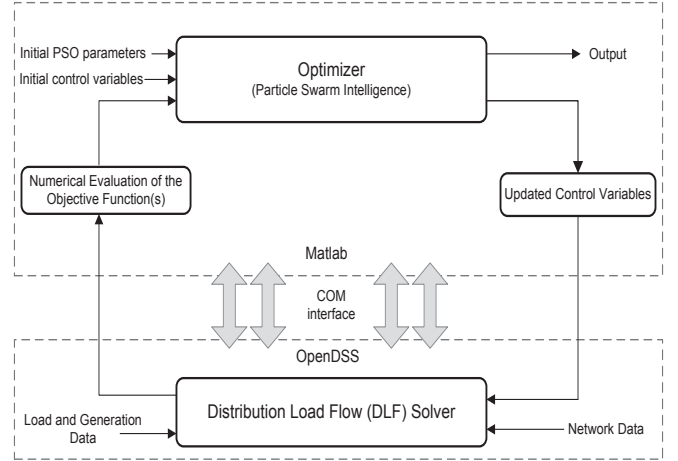 Initial PSO parameters
Initial control variables
Optimizer
(Particle Swarm Intelligence)
Output
Numerical Evaluation of the
Objective Function(s)
Updated Control Variables
Matlab
COM
interface
OpenDSS
Distribution Load Flow (DLF) Solver
Load and Generation
Data
Network Data